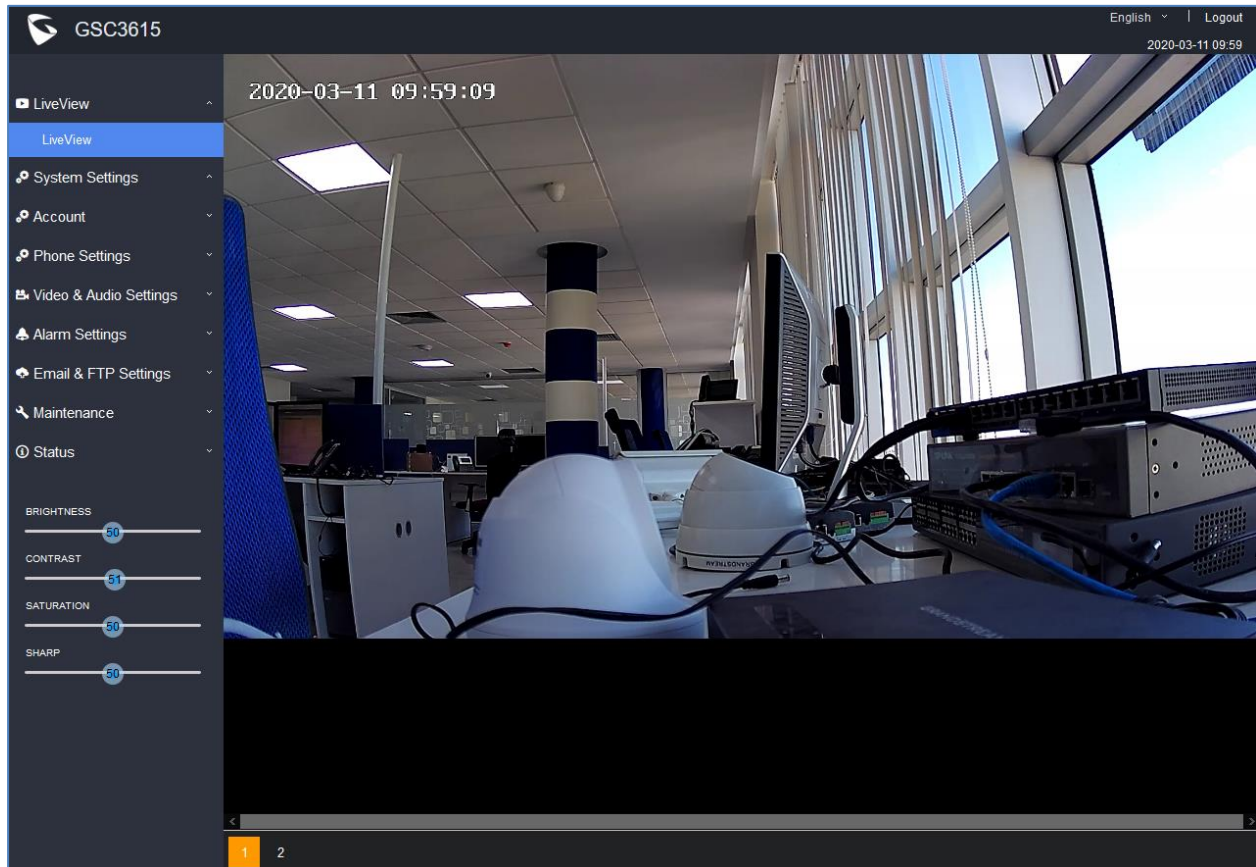 GSC3615
English | Logout
2020-03-11 09:59
LiveView
LiveView
System Settings
Account
Phone Settings
Video & Audio Settings
Alarm Settings
Email & FTP Settings
Maintenance
Status
BRIGHTNESS
50
CONTRAST
51
SATURATION
50
SHARP
50
2020-03-11 09:59:09
GRANDSTREAM
GRANDSTREAM
1 2